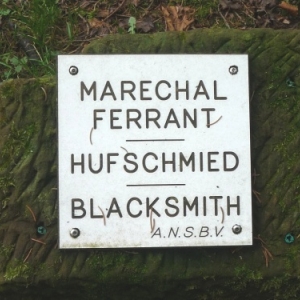 MARECHAL
FERRANT
HUFSCHMIED
BLACKSMITH
A.N.S.B.V.